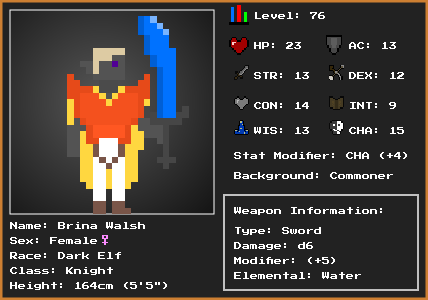 Level: 76
HP: 23 AC: 13
STR: 13 DEX: 12
CON: 14 INT: 9
WIS: 13 CHA: 15
Stat Modifier: CHA (+4)
Background: Commoner
Name: Brina Walsh
Sex: Female♀
Race: Dark Elf
Class: Knight
Height: 164cm (5'5")
Weapon Information:
Type: Sword
Damage: d6
Modifier: (+5)
Elemental: Water